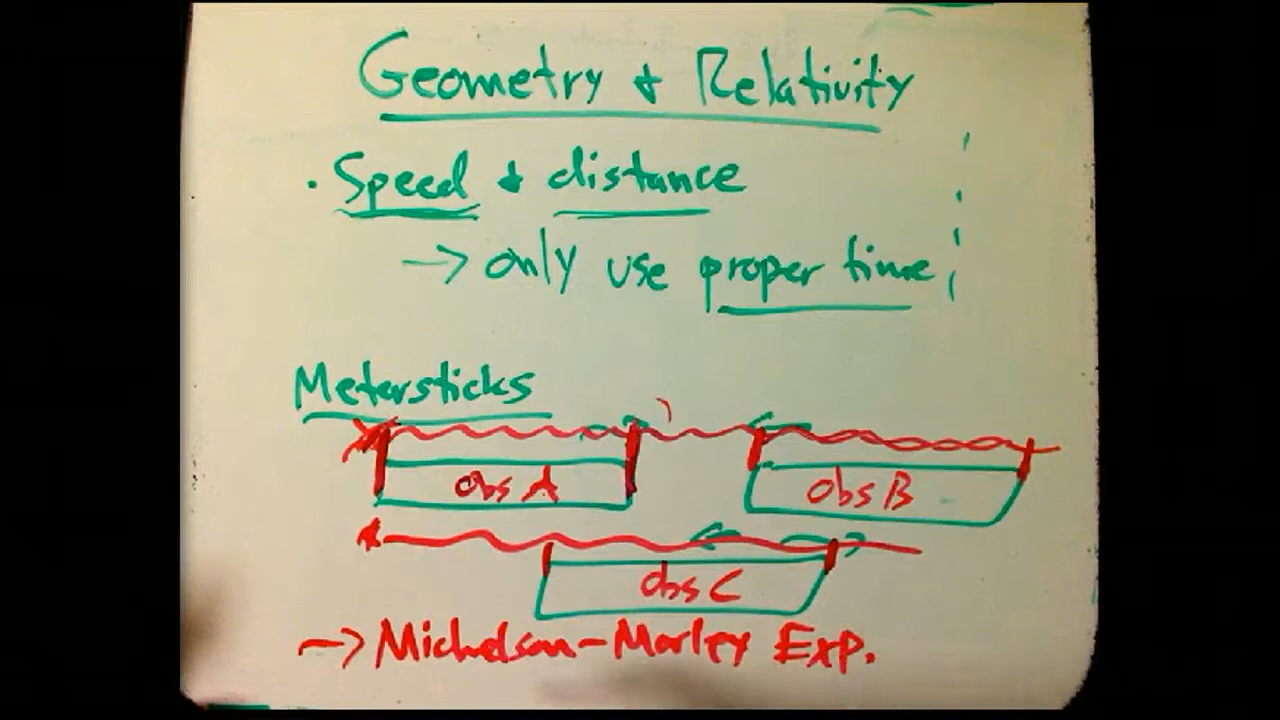 Geometry & Relativity
· Speed & distance
→ only use proper time
Metersticks
obs A obs B
obs C
→ Michelson-Morley Exp.